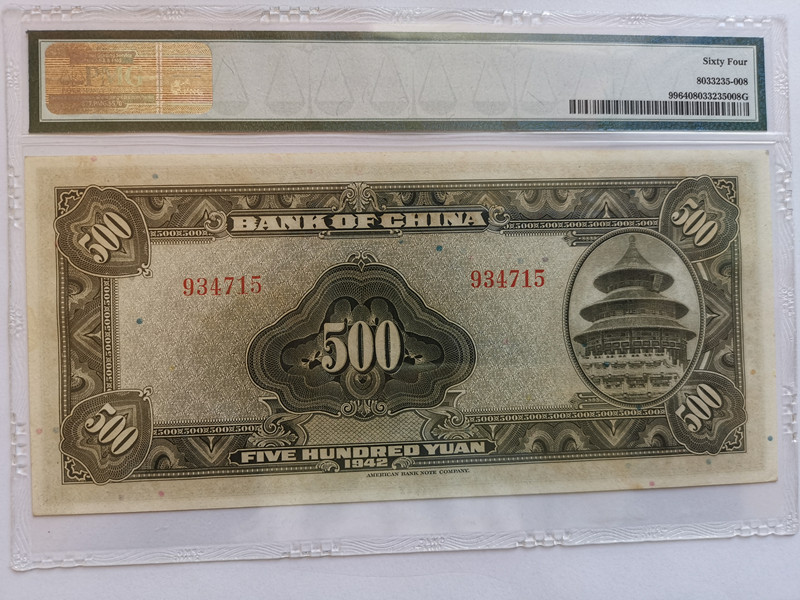 Sixty Four
8033235-008
996408033235008G
500
BANK OF CHINA
500
934715
934715
500
500
FIVE HUNDRED YUAN
500
1942
AMERICAN BANK NOTE COMPANY.